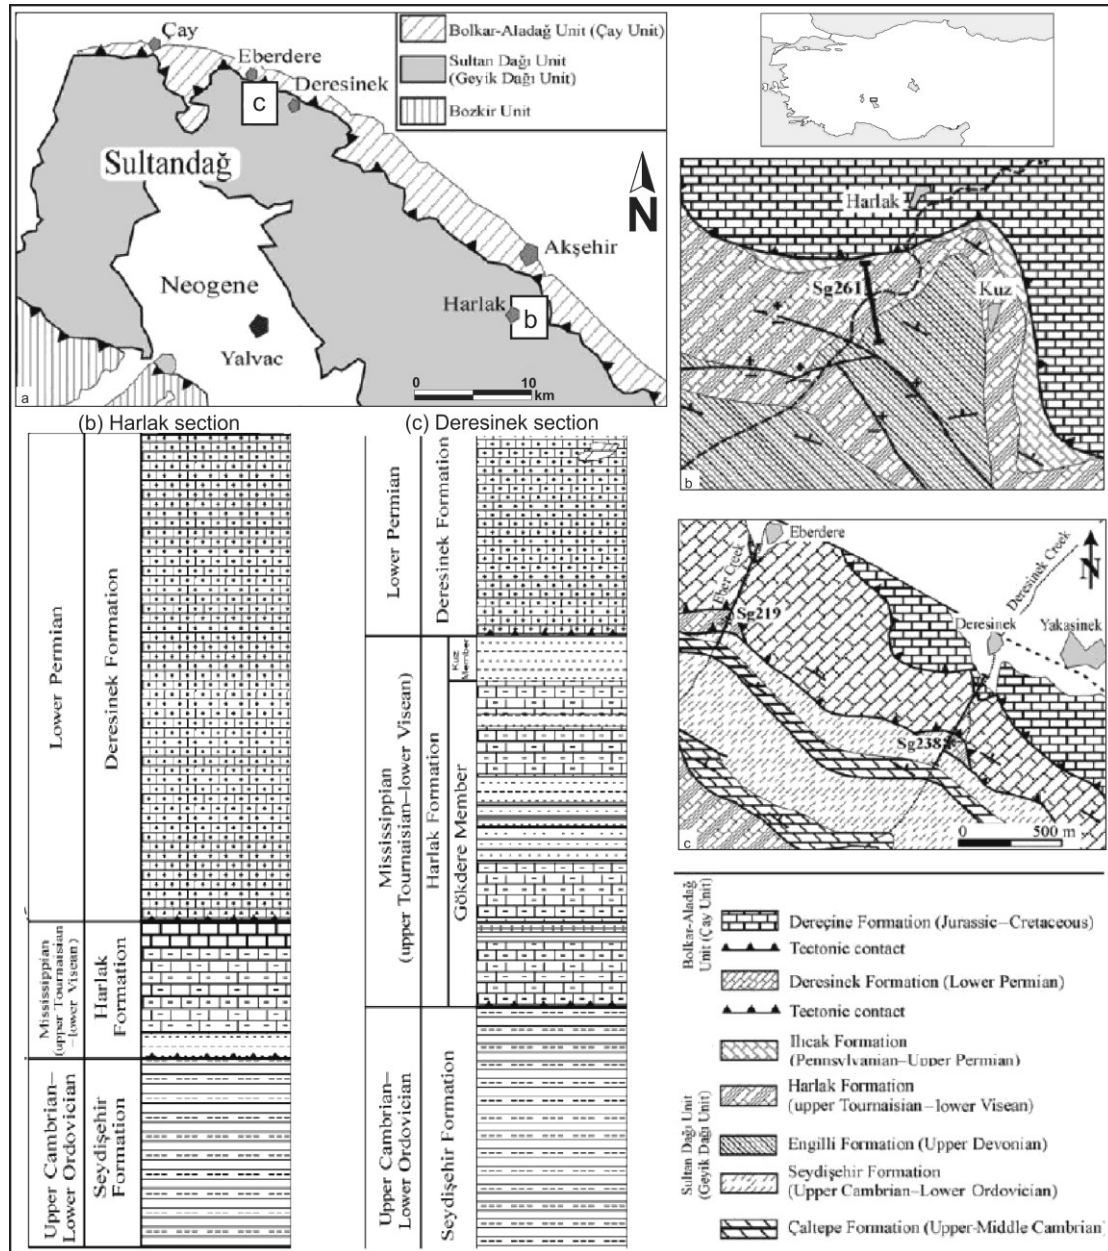 Çay
Eberdere
Deresinek
c
Sultandağ
Neogene
Yalvac
Akşehir
Harlak
b
N
0 10
km
a
Bolkar-Aladağ Unit (Çay Unit)
Sultan Dağı Unit
(Geyik Dağı Unit)
Bozkir Unit
Harlak
Sg261
Kuz
b
(b) Harlak section
Lower Permian
Deresinek Formation
Mississippian
(upper Tournaisian
–lower Visean)
Harlak
Formation
Upper Cambrian–
Lower Ordovician
Seydişehir
Formation
(c) Deresinek section
Lower Permian
Deresinek Formation
Mississippian
(upper Tournaisian–lower Visean)
Harlak Formation
Kuz
Member
Gökdere Member
Upper Cambrian–
Lower Ordovician
Seydişehir Formation
Eberdere
Eber Creek
Sg219
Deresinek Creek
N
Deresinek
Yakasinek
Sg238
0 500 m
c
Bolkar-Aladağ
Unit (Çay Unit)
Dereçine Formation (Jurassic–Cretaceous)
Tectonic contact
Deresinek Formation (Lower Permian)
Tectonic contact
Sultan Dağı Unit
(Geyik Dağı Unit)
Ilıcak Formation
(Pennsylvanian–Upper Permian)
Harlak Formation
(upper Tournaisian–lower Visean)
Engilli Formation (Upper Devonian)
Seydişehir Formation
(Upper Cambrian–Lower Ordovician)
Çaltepe Formation (Upper-Middle Cambrian)